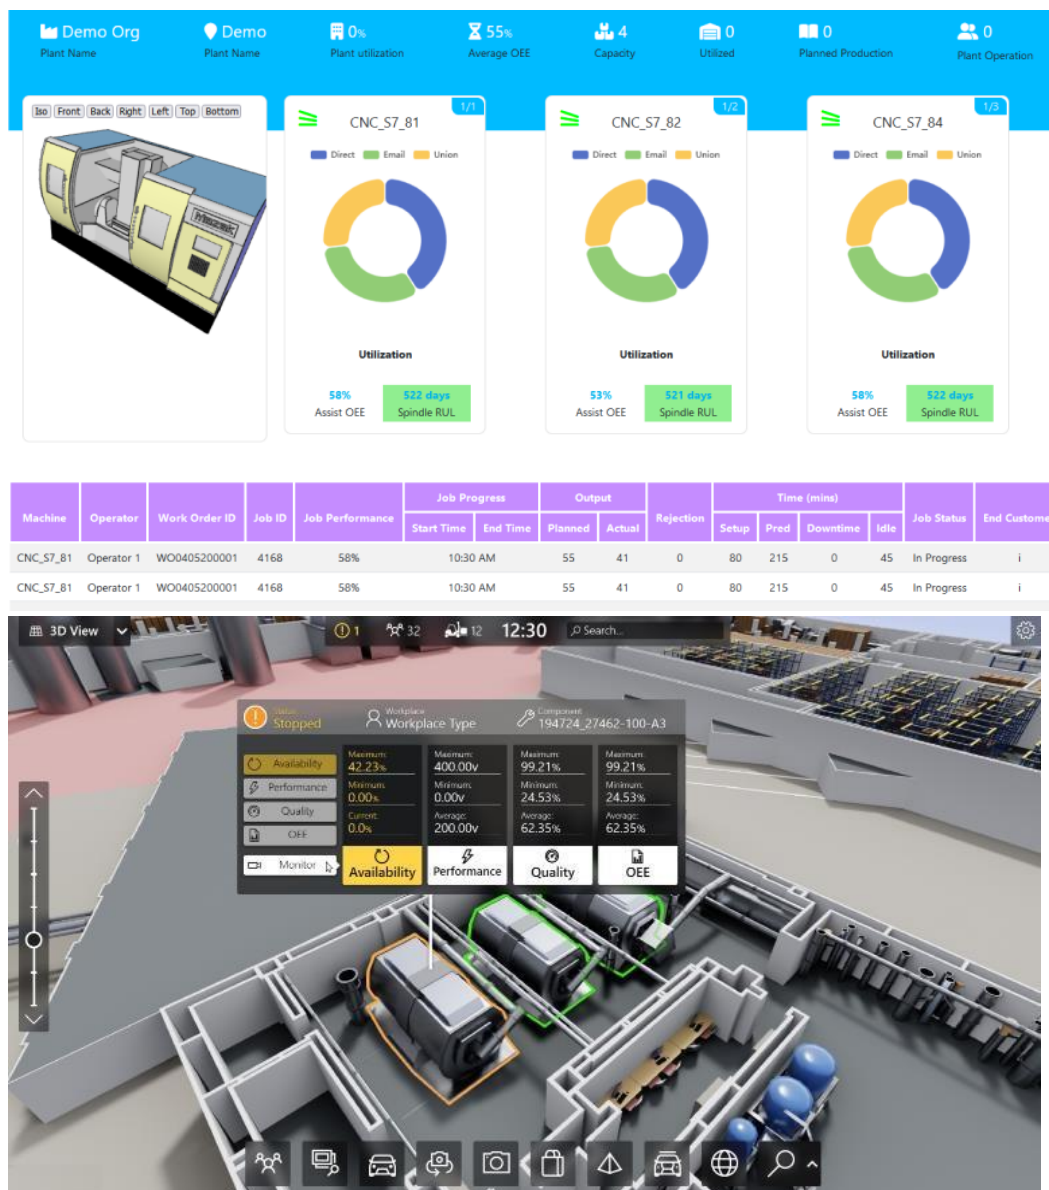 Demo Org
Plant Name
Demo
Plant Name
0%
Plant utilization
55%
Average OEE
4
Capacity
0
Utilized
0
Planned Production
0
Plant Operation
Iso Front Back Right Left Top Bottom
Mazak
1/1
CNC_S7_81
Direct Email Union
Utilization
58%
Assist OEE
522 days
Spindle RUL
1/2
CNC_S7_82
Direct Email Union
Utilization
53%
Assist OEE
521 days
Spindle RUL
1/3
CNC_S7_84
Direct Email Union
Utilization
58%
Assist OEE
522 days
Spindle RUL
Machine Operator Work Order ID Job ID Job Performance Job Progress Output Rejection Time (mins) Job Status End Custome
Start Time End Time Planned Actual Setup Pred Downtime Idle
CNC_S7_81 Operator 1 WO0405200001 4168 58% 10:30 AM 55 41 0 80 215 0 45 In Progress i
CNC_S7_81 Operator 1 WO0405200001 4168 58% 10:30 AM 55 41 0 80 215 0 45 In Progress i
3D View 1 32 12 12:30 Search...
Status
Stopped
Workplace
Workplace Type
Component
194724_27462-100-A3
Availability
Performance
Quality
OEE
Monitor
Maximum:
42.23%
Minimum:
0.00%
Current:
0.0%
Availability
Maximum:
400.00v
Minimum:
0.00v
Average:
200.00v
Performance
Maximum:
99.21%
Minimum:
24.53%
Average:
62.35%
Quality
Maximum:
99.21%
Minimum:
24.53%
Average:
62.35%
OEE